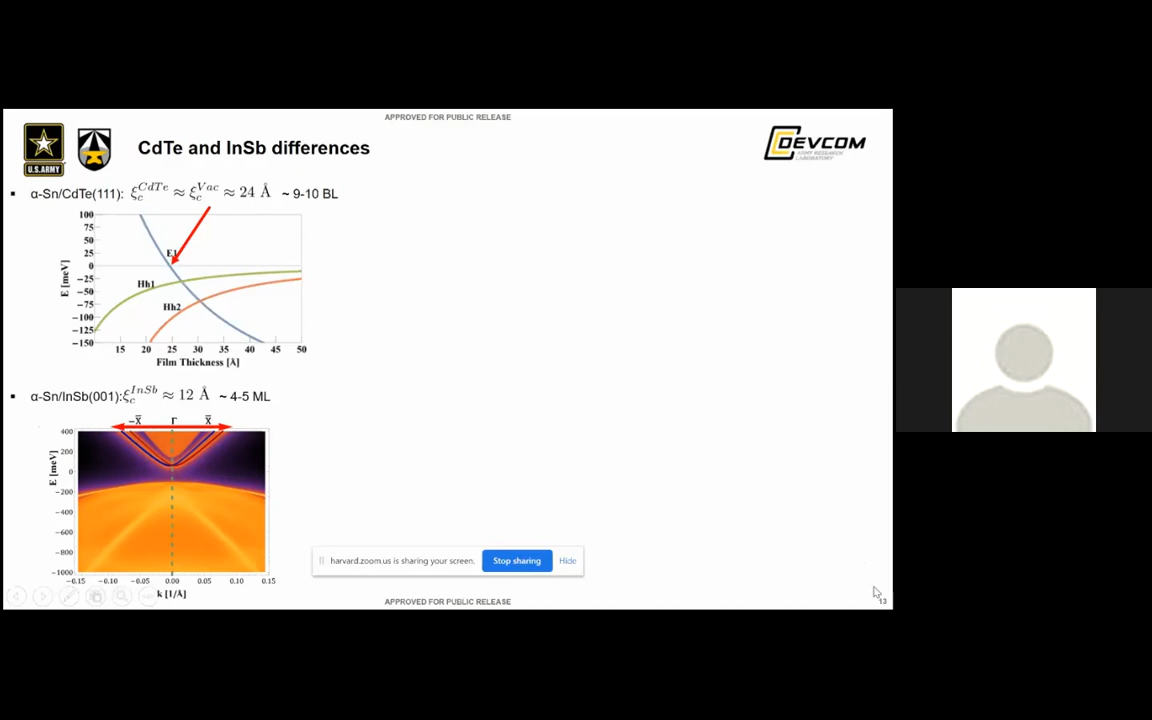 APPROVED FOR PUBLIC RELEASE
U.S.ARMY
CdTe and InSb differences
DEVCOM
ARMY RESEARCH
LABORATORY
▪ α-Sn/CdTe(111): ξ_c^{CdTe} ≈ ξ_c^{Vac} ≈ 24 Å ~ 9-10 BL
100
75
50
25
0
−25
−50
−75
−100
−125
−150
E [meV]
E1
Hh1
Hh2
15 20 25 30 35 40 45 50
Film Thickness [Å]
▪ α-Sn/InSb(001): ξ_c^{InSb} ≈ 12 Å ~ 4-5 ML
−X̅ Γ X̅
400
200
0
−200
−400
−600
−800
−1000
E [meV]
−0.15 −0.10 −0.05 0.00 0.05 0.10 0.15
k [1/Å]
harvard.zoom.us is sharing your screen. Stop sharing Hide
APPROVED FOR PUBLIC RELEASE
13